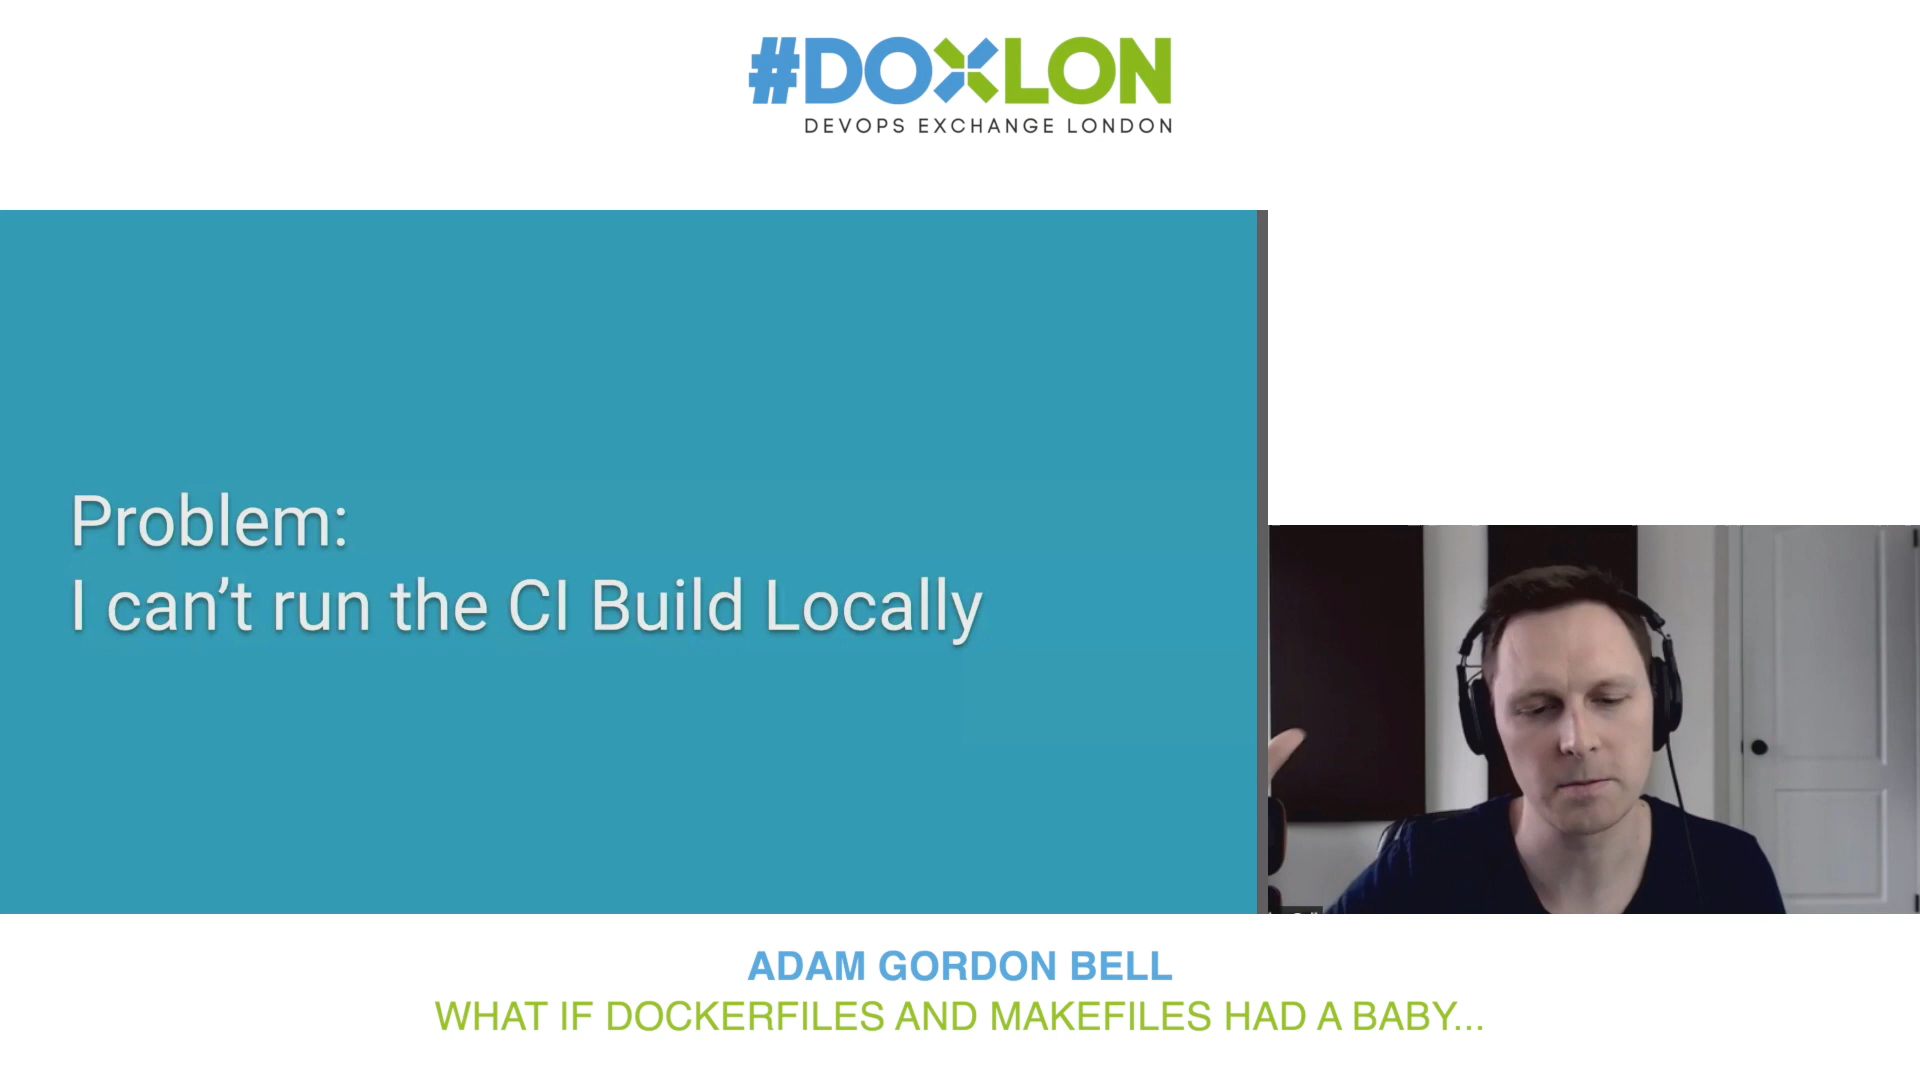 #DOXLON
DEVOPS EXCHANGE LONDON
Problem:
I can’t run the CI Build Locally
ADAM GORDON BELL
WHAT IF DOCKERFILES AND MAKEFILES HAD A BABY...